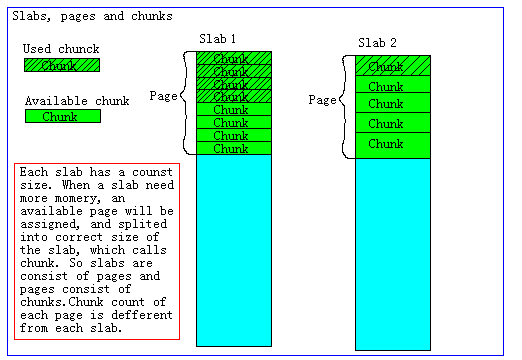 Slabs, pages and chunks
Used chunck
Chunk
Available chunk
Chunk
Each slab has a counst
size. When a slab need
more momery, an
available page will be
assigned, and splited
into correct size of
the slab, which calls
chunk. So slabs are
consist of pages and
pages consist of
chunks.Chunk count of
each page is defferent
from each slab.
Slab 1
Page
Chunk
Chunk
Chunk
Chunk
Chunk
Chunk
Chunk
Chunk
Slab 2
Page
Chunk
Chunk
Chunk
Chunk
Chunk